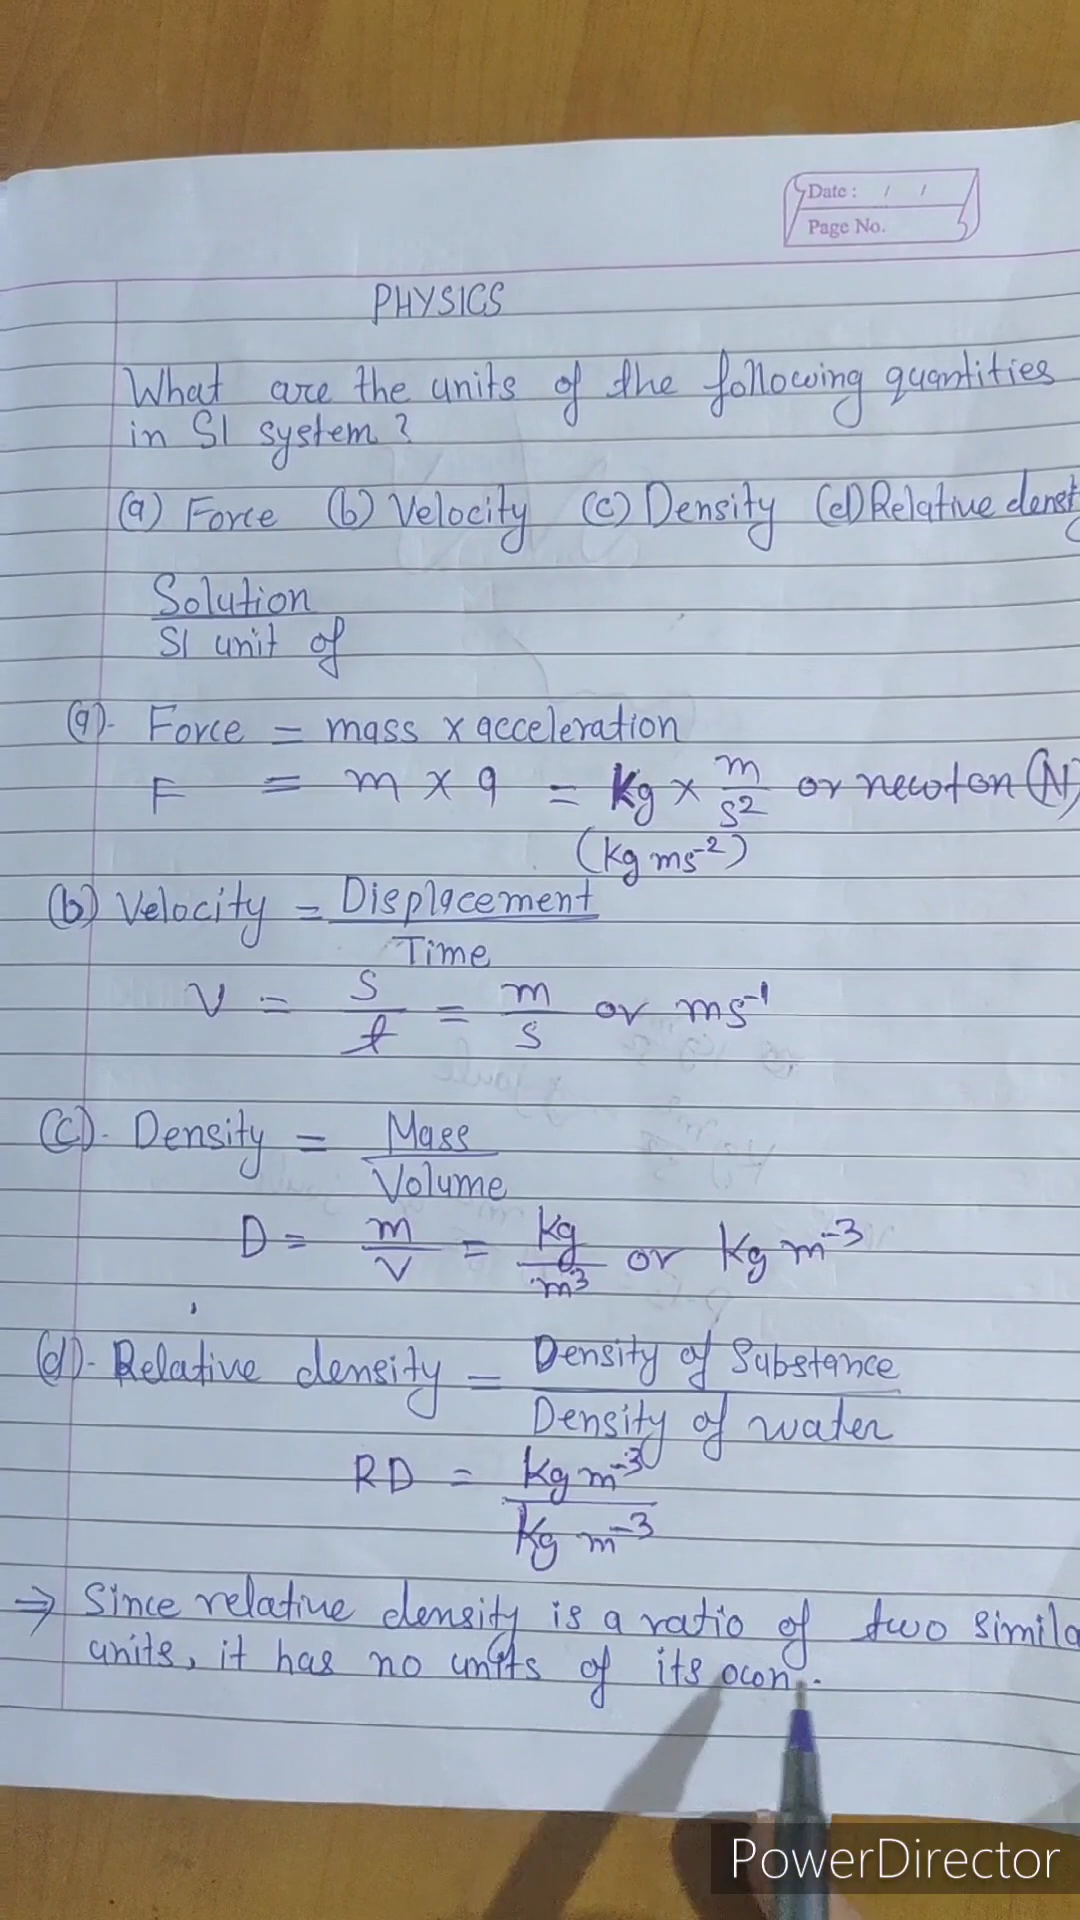 Date : / /
Page No.
PHYSICS
What are the units of the following quantities
in SI system?
(a) Force (b) Velocity (c) Density (d) Relative
Solution
SI unit of
(a)- Force = mass x acceleration
F = m x a = kg x m/s² or newton (N)
(kg ms⁻²)
(b) Velocity = Displacement
Time
V = s/t = m/s or ms⁻¹
(c)- Density = Mass
Volume
D = m/V = kg/m³ or kg m⁻³
(d)- Relative density = Density of Substance
Density of water
RD = kg m⁻³
kg m⁻³
⇒ Since relative density is a ratio of two
units, it has no units of its own.
PowerDirector